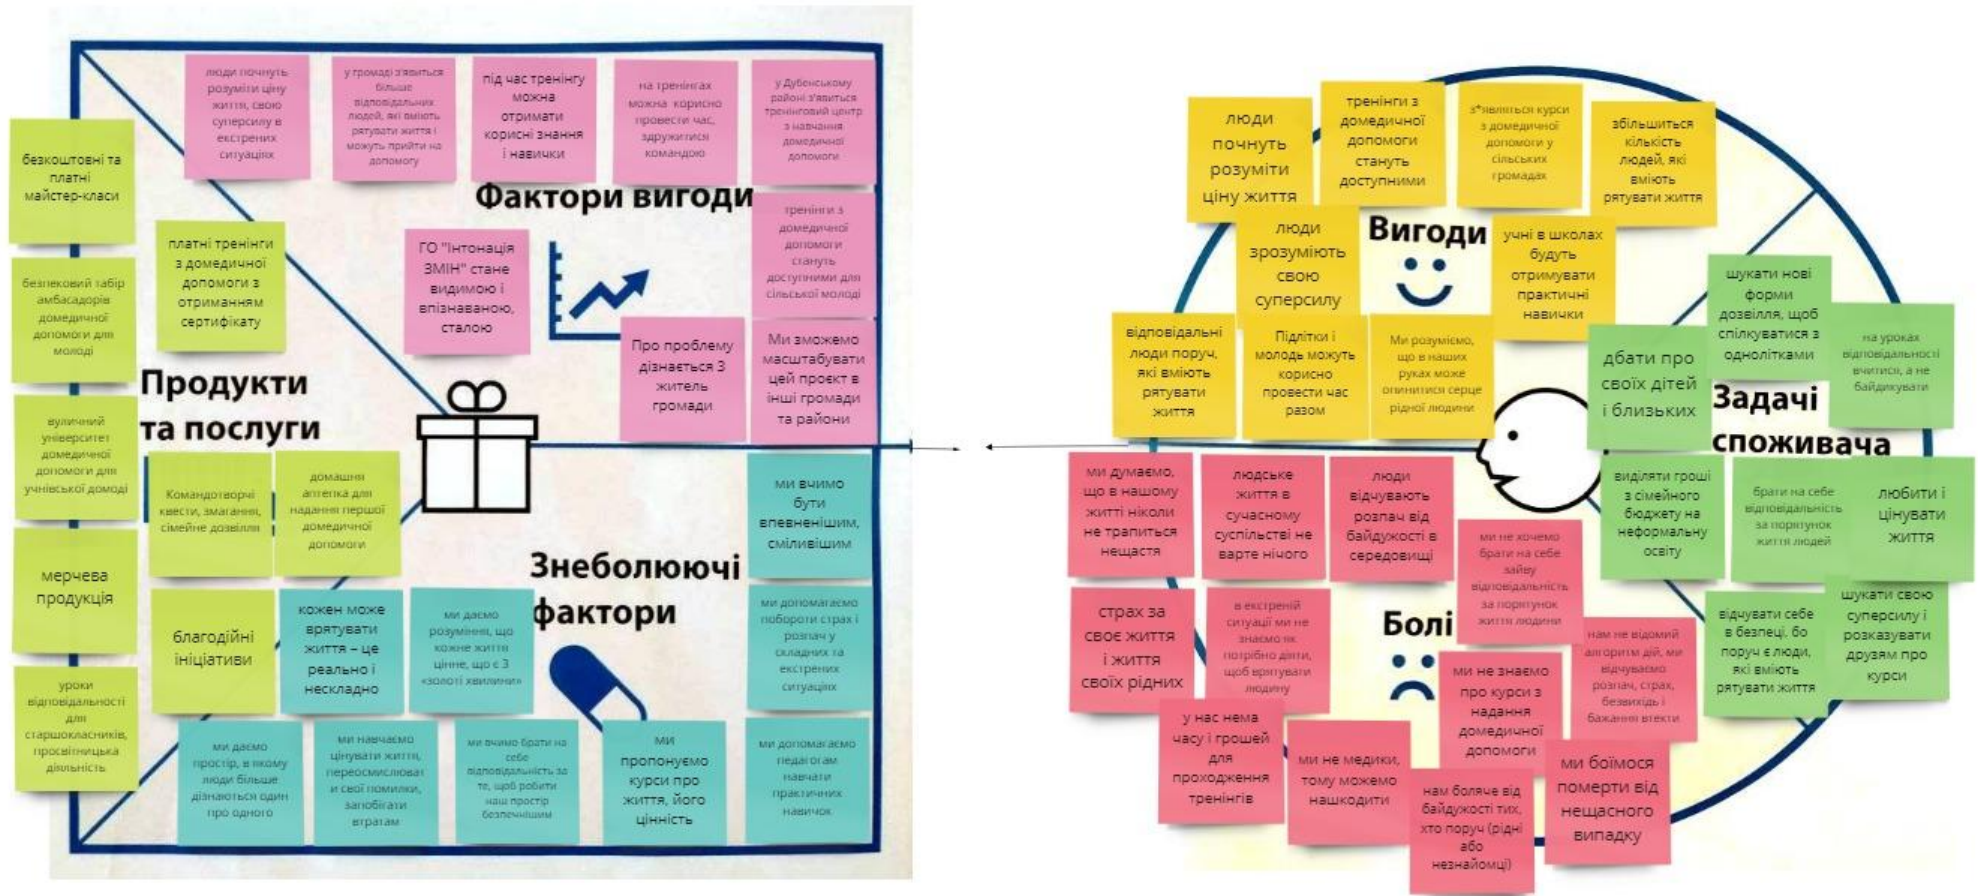 люди почнуть
розуміти ціну
життя, свою
суперсилу в
екстрених
ситуаціях
у громаді з'явиться
більше
відповідальних
людей, які вміють
рятувати життя і
можуть прийти на
допомогу
під час тренінгу
можна
отримати
корисні знання
і навички
на тренінгах
можна корисно
провести час,
здружитися
командою
у Дубенському
районі з'явиться
тренінговий центр
з навчання
домедичної
допомоги
Фактори вигоди
ГО "Інтонація
ЗМІН" стане
видимою і
впізнаваною,
сталою
тренінги з
домедичної
допомоги
стануть
доступними для
сільської молоді
Про проблему
дізнається 3
житель
громади
Ми зможемо
масштабувати
цей проєкт в
інші громади
та райони
безкоштовні та
платні
майстер-класи
платні тренінги
з домедичної
допомоги з
отриманням
сертифікату
безпековий табір
амбасадорів
домедичної
допомоги для
молоді
Продукти
та послуги
вуличний
університет
домедичної
допомоги для
учнівської домоді
Командотворчі
квести, змагання,
сімейне дозвілля
домашня
аптечка для
надання першої
домедичної
допомоги
мерчева
продукція
благодійні
ініціативи
уроки
відповідальності
для
старшокласників,
просвітницька
діяльність
Знеболюючі
фактори
ми вчимо
бути
впевненішим,
сміливішим
кожен може
врятувати
життя – це
реально і
нескладно
ми даємо
розуміння, що
кожне життя
цінне, що є 3
«золоті хвилини»
ми допомагаємо
побороти страх і
розпач у
складних та
екстрених
ситуаціях
ми даємо
простір, в якому
люди більше
дізнаються один
про одного
ми навчаємо
цінувати життя,
переосмислюват
и свої помилки,
запобігати
втратам
ми вчимо брати на
себе
відповідальність за
те, щоб робити
наш простір
безпечнішим
ми
пропонуємо
курси про
життя, його
цінність
ми допомагаємо
педагогам
навчати
практичних
навичок
люди
почнуть
розуміти
ціну життя
тренінги з
домедичної
допомоги
стануть
доступними
з*являться курси
з домедичної
допомоги у
сільських
громадах
збільшиться
кількість
людей, які
вміють
рятувати життя
люди
зрозуміють
свою
суперсилу
Вигоди
учні в школах
будуть
отримувати
практичні
навички
відповідальні
люди поруч,
які вміють
рятувати
життя
Підлітки і
молодь можуть
корисно
провести час
разом
Ми розуміємо,
що в наших
руках може
опинитися серце
рідної людини
шукати нові
форми
дозвілля, щоб
спілкуватися з
однолітками
дбати про
своїх дітей
і близьких
на уроках
відповідальності
вчитися, а не
байдикувати
Задачі
споживача
виділяти гроші
з сімейного
бюджету на
неформальну
освіту
брати на себе
відповідальність
за порятунок
життя людей
любити і
цінувати
життя
відчувати себе
в безпеці, бо
поруч є люди,
які вміють
рятувати життя
шукати свою
суперсилу і
розказувати
друзям про
курси
ми думаємо,
що в нашому
житті ніколи
не трапиться
нещастя
людське
життя в
сучасному
суспільстві не
варте нічого
люди
відчувають
розпач від
байдужості в
середовищі
ми не хочемо
брати на себе
зайву
відповідальність
за порятунок
життя людини
страх за
своє життя
і життя
своїх рідних
в екстреній
ситуації ми не
знаємо як
потрібно діяти,
щоб врятувати
людину
Болі
нам не відомий
алгоритм дій, ми
відчуваємо
розпач, страх,
безвихідь і
бажання втекти
ми не знаємо
про курси з
надання
домедичної
допомоги
у нас нема
часу і грошей
для
проходження
тренінгів
ми не медики,
тому можемо
нашкодити
нам боляче від
байдужості тих,
хто поруч (рідні
або
незнайомці)
ми боїмося
померти від
нещасного
випадку